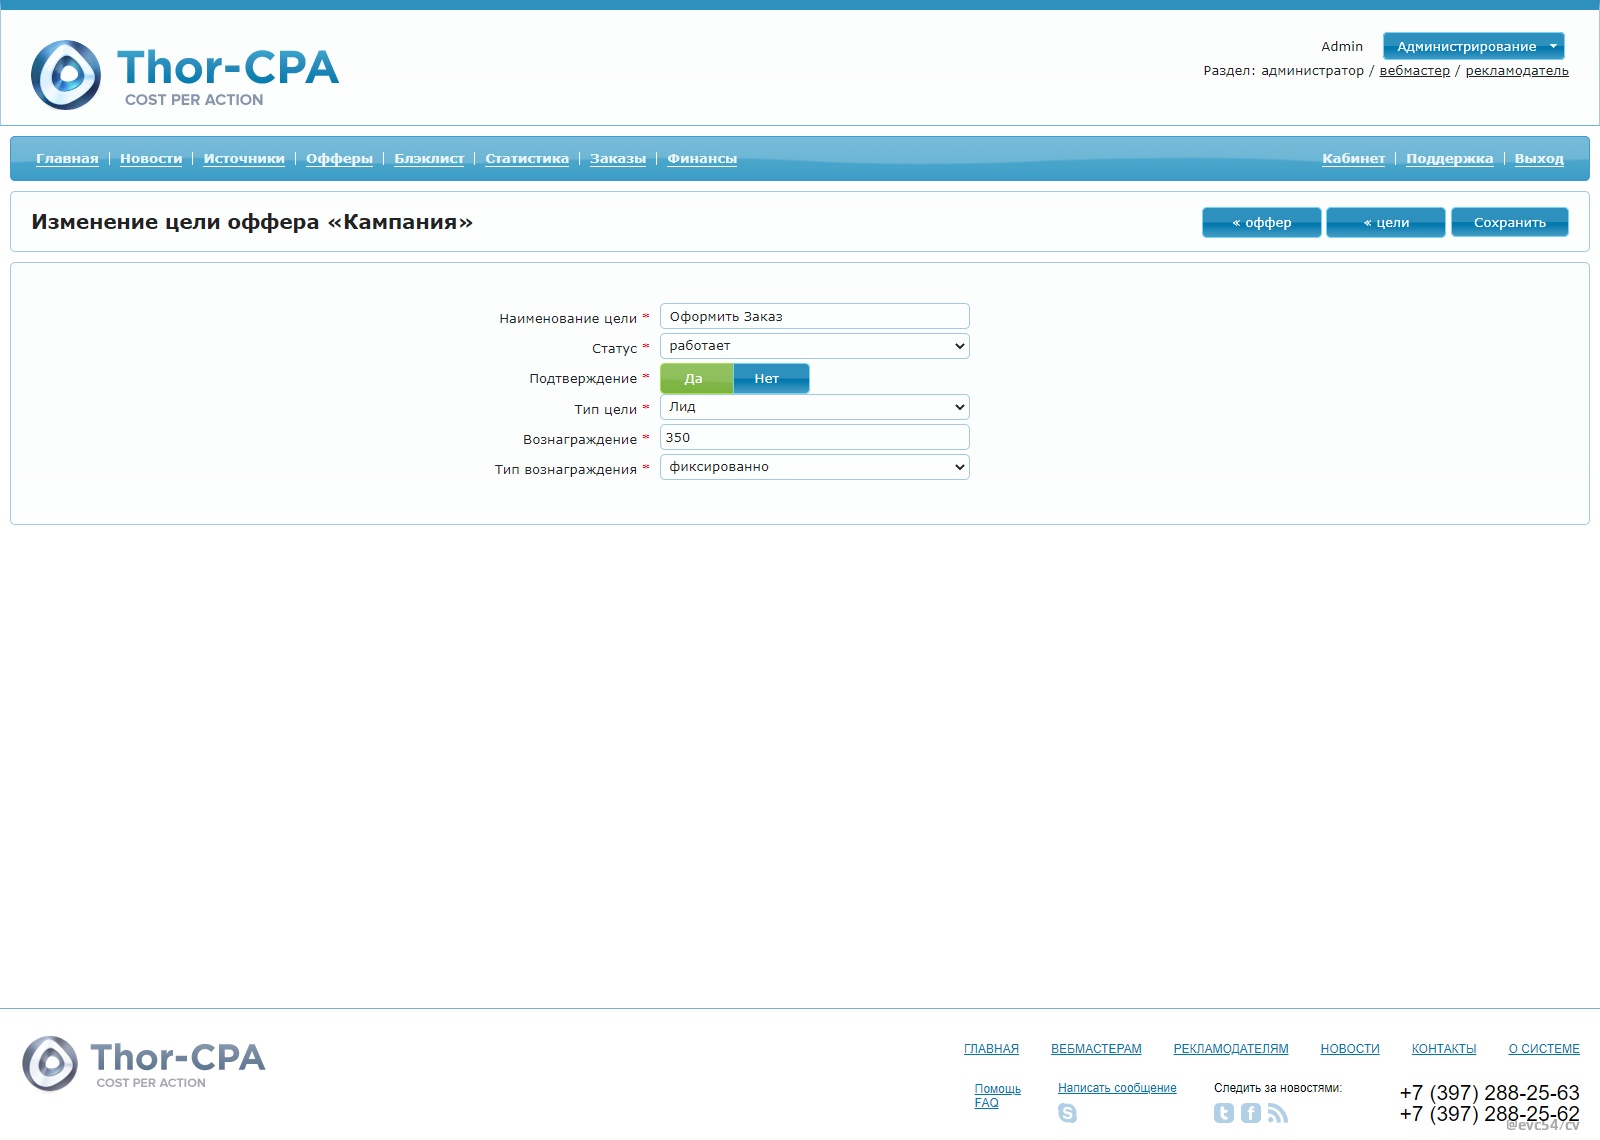 Thor-CPA
COST PER ACTION
Admin
Администрирование
Раздел: администратор / вебмастер / рекламодатель
Главная
Новости
Источники
Офферы
Блэклист
Статистика
Заказы
Финансы
Кабинет
Поддержка
Выход
Изменение цели оффера «Кампания»
« оффер
« цели
Сохранить
Наименование цели * Оформить Заказ
Статус * работает
Подтверждение * Да Нет
Тип цели * Лид
Вознаграждение * 350
Тип вознаграждения * фиксированно
Thor-CPA
COST PER ACTION
ГЛАВНАЯ
ВЕБМАСТЕРАМ
РЕКЛАМОДАТЕЛЯМ
НОВОСТИ
КОНТАКТЫ
О СИСТЕМЕ
Помощь
FAQ
Написать сообщение
Следить за новостями:
+7 (397) 288-25-63
+7 (397) 288-25-62
@evc54/cv